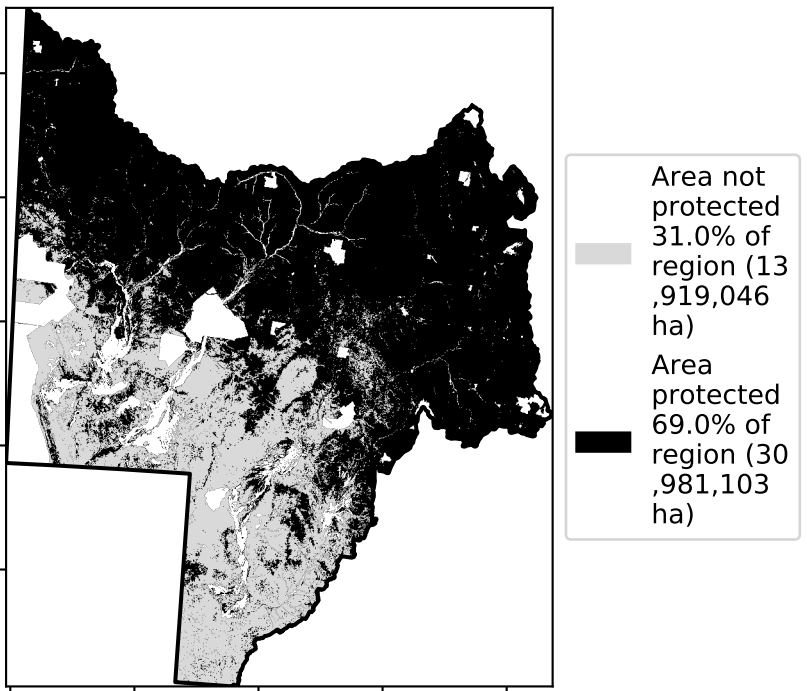 Area not
protected
31.0% of
region (13
,919,046
ha)
Area
protected
69.0% of
region (30
,981,103
ha)